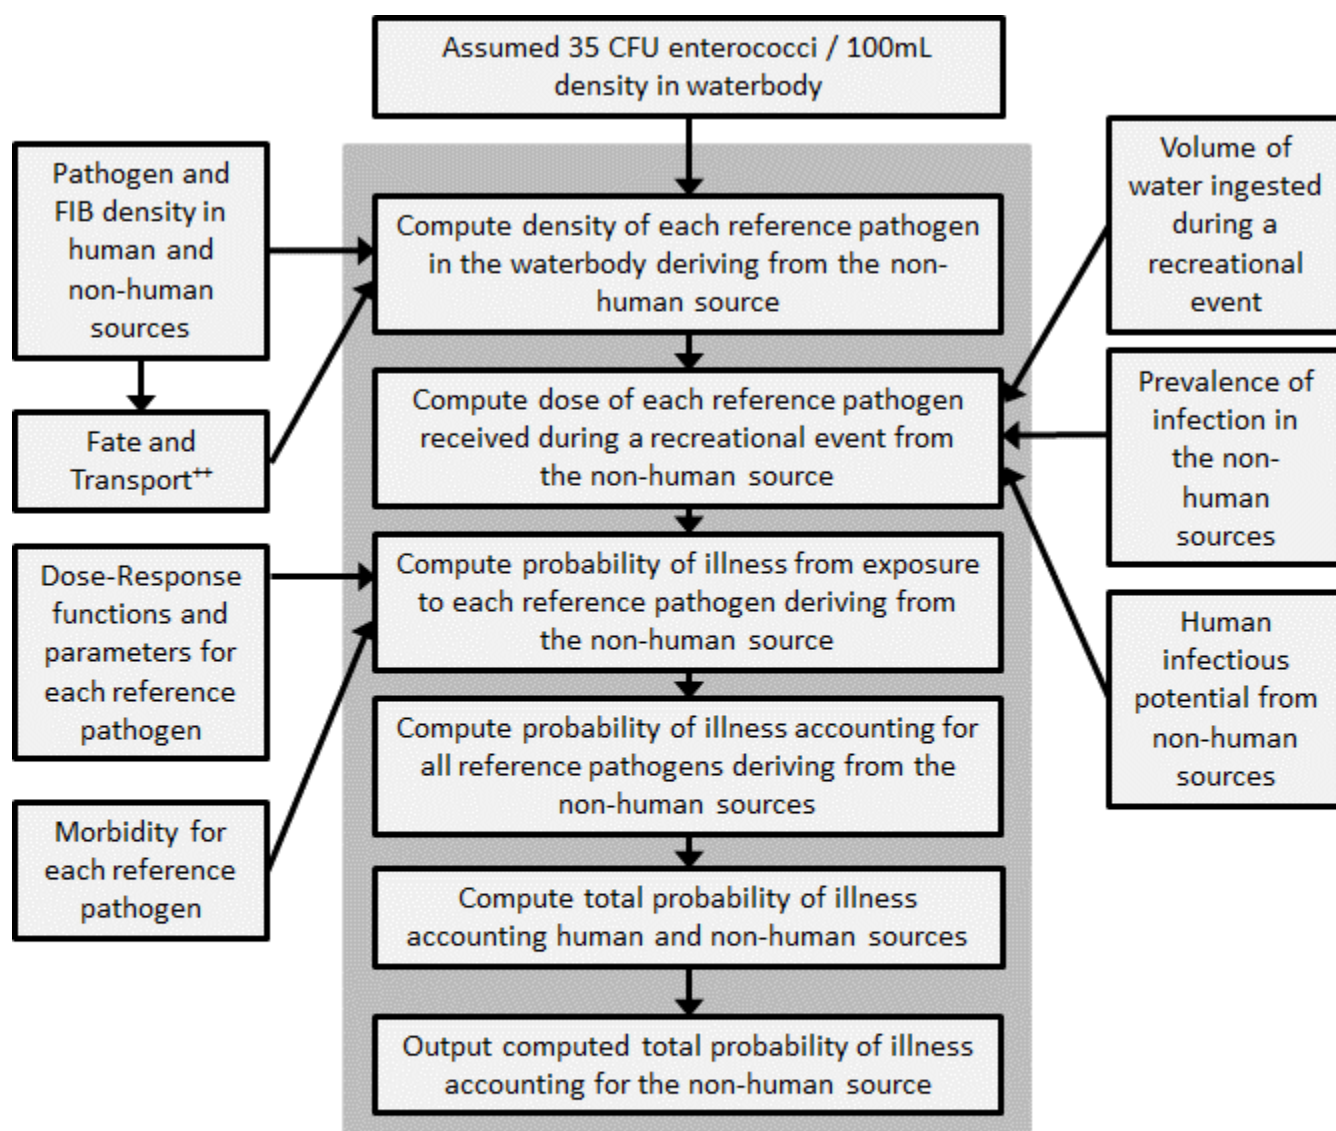 Assumed 35 CFU enterococci / 100mL
density in waterbody
Pathogen and
FIB density in
human and
non-human
sources
Fate and
Transport⁺⁺
Dose-Response
functions and
parameters for
each reference
pathogen
Morbidity for
each reference
pathogen
Compute density of each reference pathogen
in the waterbody deriving from the non-
human source
Compute dose of each reference pathogen
received during a recreational event from
the non-human source
Compute probability of illness from exposure
to each reference pathogen deriving from
the non-human source
Compute probability of illness accounting for
all reference pathogens deriving from the
non-human sources
Compute total probability of illness
accounting human and non-human sources
Output computed total probability of illness
accounting for the non-human source
Volume of
water ingested
during a
recreational
event
Prevalence of
infection in
the non-
human
sources
Human
infectious
potential from
non-human
sources